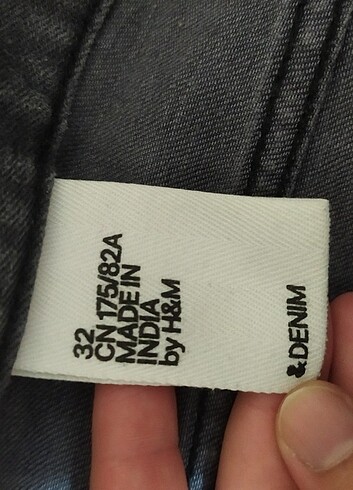 32
CN 175/82A
MADE IN
INDIA
by H&M
&DENIM